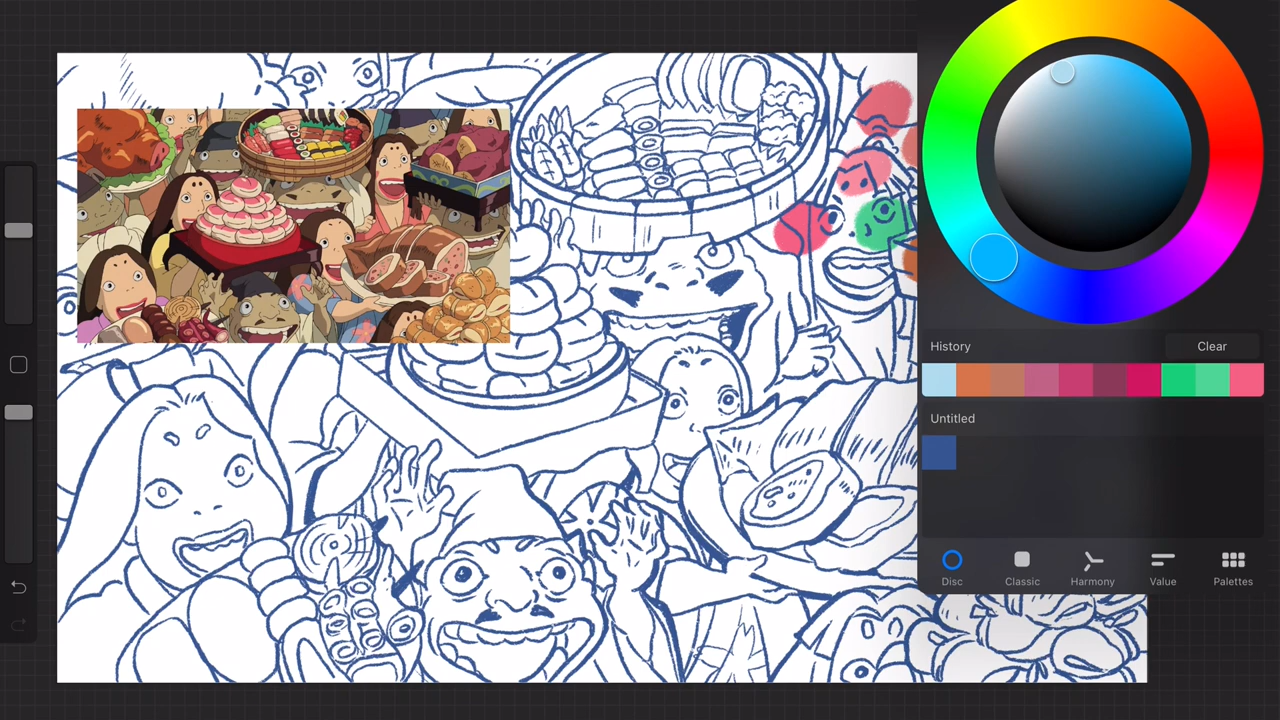 History
Clear
Untitled
Disc
Classic
Harmony
Value
Palettes